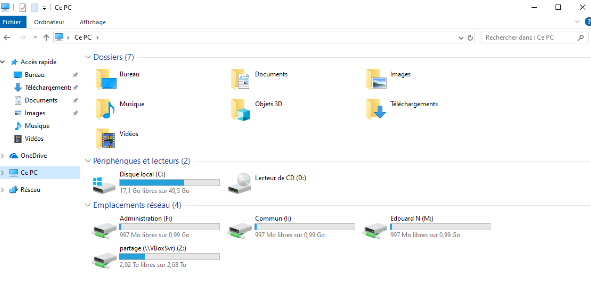 Ce PC
Fichier Ordinateur Affichage
Ce PC
Rechercher dans : Ce PC
Accès rapide
Bureau
Téléchargements
Documents
Images
Musique
Vidéos
OneDrive
Ce PC
Réseau
Dossiers (7)
Bureau Documents Images
Musique Objets 3D Téléchargements
Vidéos
Périphériques et lecteurs (2)
Disque local (C:) Lecteur de CD (D:)
17,1 Go libres sur 49,3 Go
Emplacements réseau (4)
Administration (F:) Commun (I:) Edouard N (M:)
997 Mo libres sur 0,99 Go 997 Mo libres sur 0,99 Go 997 Mo libres sur 0,99 Go
partage (\\VBoxSvr) (Z:)
2,02 To libres sur 2,68 To